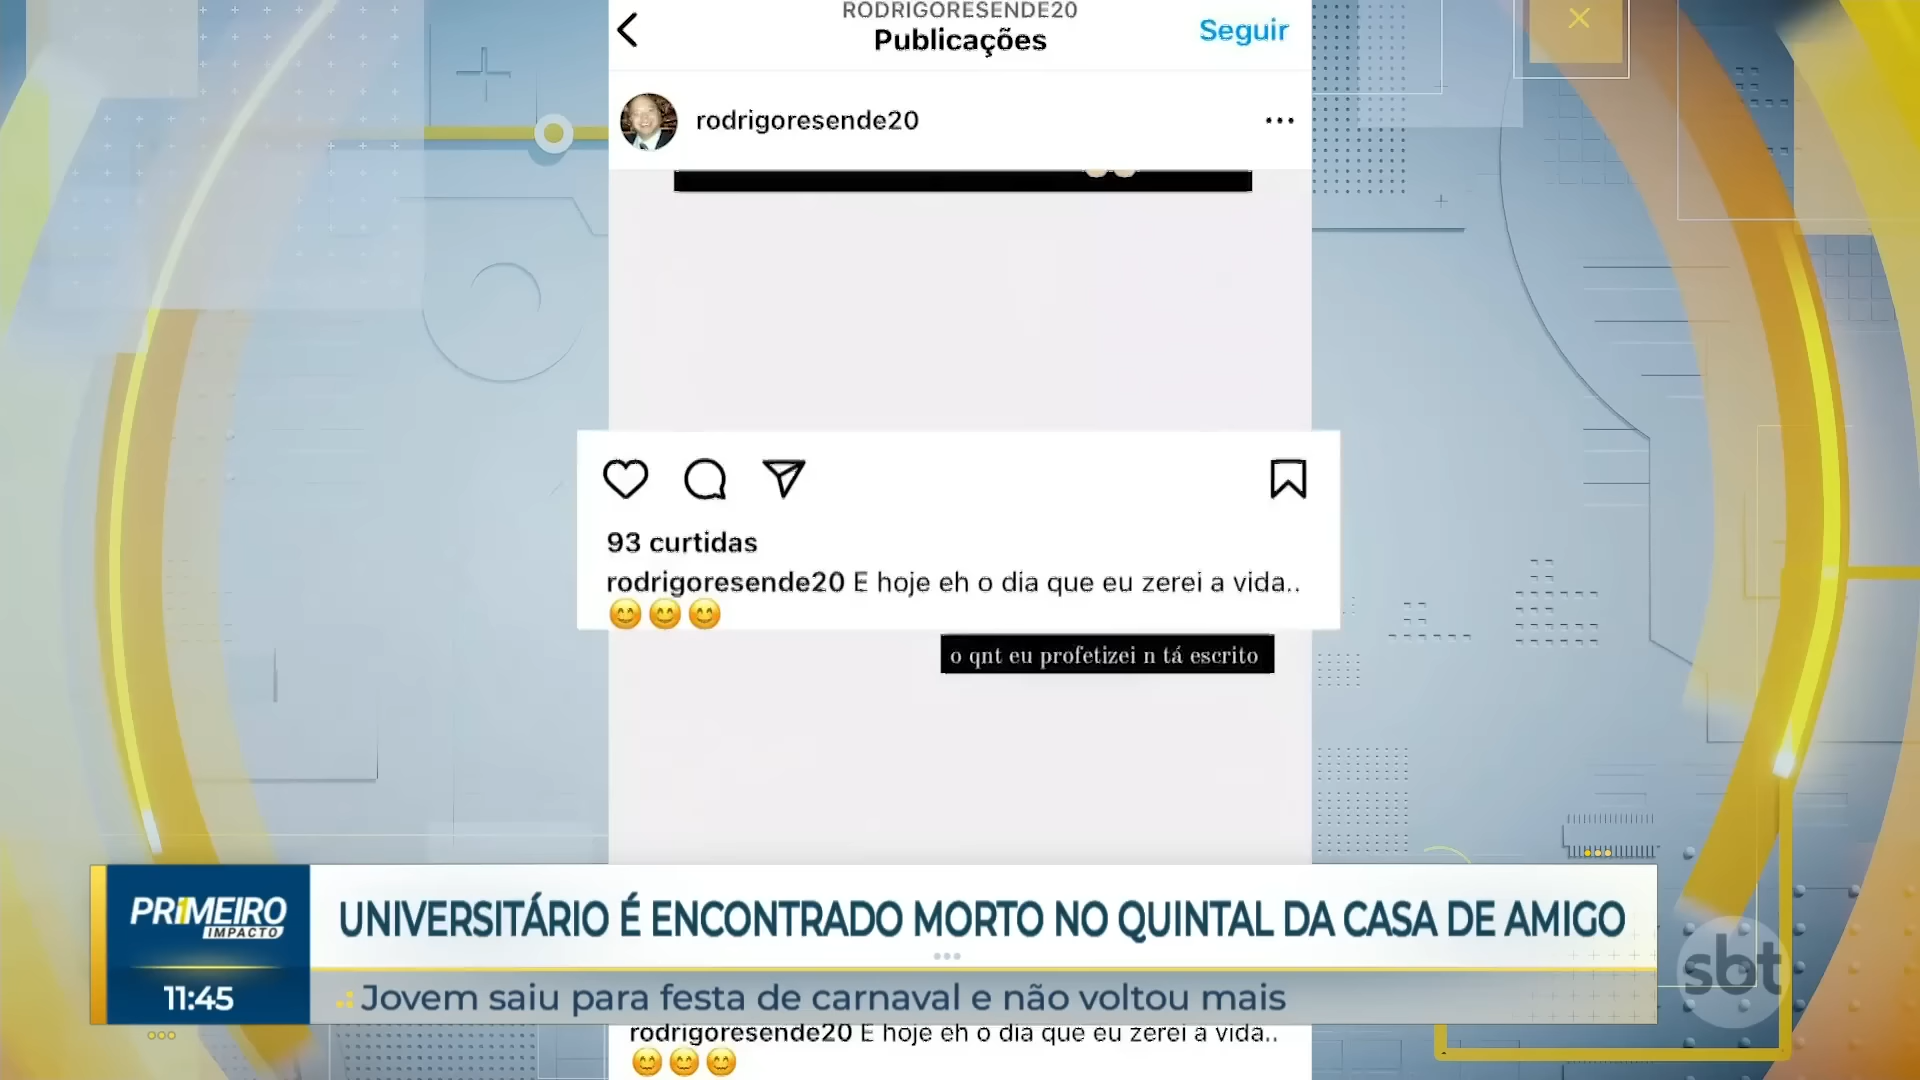 RODRIGORESENDE20
Publicações
Seguir
rodrigoresende20
93 curtidas
rodrigoresende20 E hoje eh o dia que eu zerei a vida..
😊😊😊
o qnt eu profetizei n tá escrito
PRIMEIRO
IMPACTO
UNIVERSITÁRIO É ENCONTRADO MORTO NO QUINTAL DA CASA DE AMIGO
11:45
Jovem saiu para festa de carnaval e não voltou mais
sbt
rodrigoresende20 E hoje eh o dia que eu zerei a vida..
😊😊😊